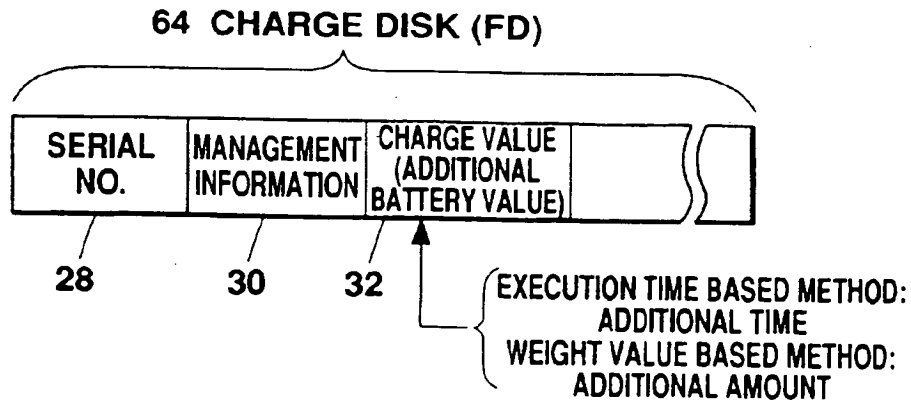 64 CHARGE DISK (FD)
SERIAL
NO.
MANAGEMENT
INFORMATION
CHARGE VALUE
(ADDITIONAL
BATTERY VALUE)
28
30
32
EXECUTION TIME BASED METHOD:
ADDITIONAL TIME
WEIGHT VALUE BASED METHOD:
ADDITIONAL AMOUNT